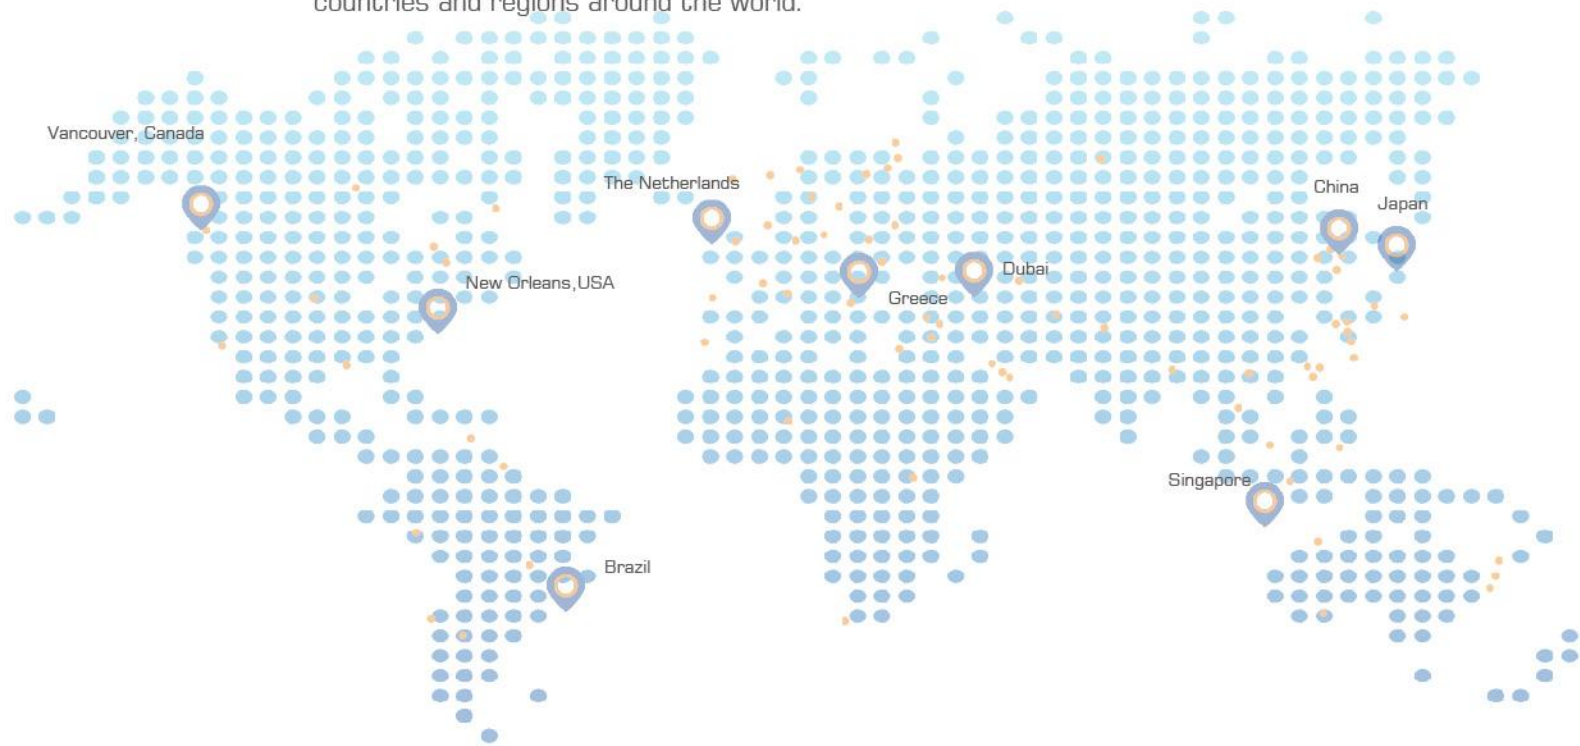 countries and regions around the world.
Vancouver, Canada
The Netherlands
China
Japan
New Orleans,USA
Dubai
Greece
Singapore
Brazil